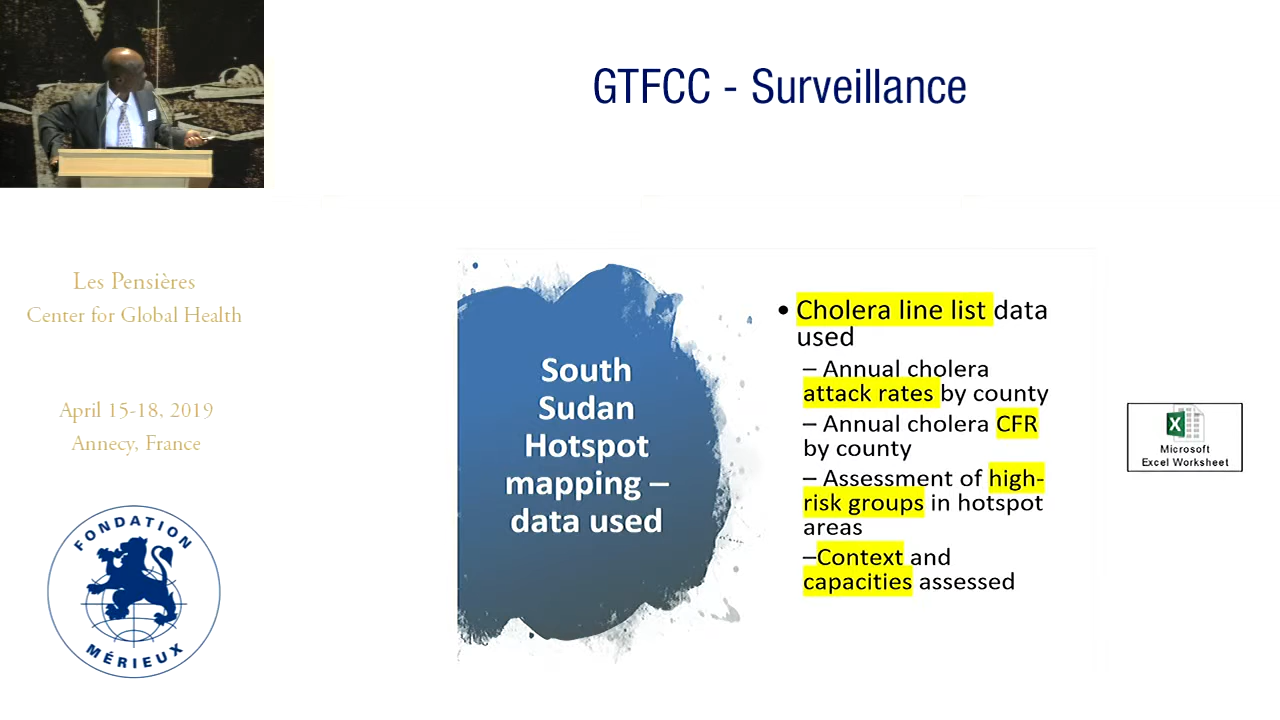 GTFCC - Surveillance
Les Pensières
Center for Global Health
April 15-18, 2019
Annecy, France
FONDATION
MÉRIEUX
South
Sudan
Hotspot
mapping –
data used
• Cholera line list data
used
– Annual cholera
attack rates by county
– Annual cholera CFR
by county
– Assessment of high-
risk groups in hotspot
areas
–Context and
capacities assessed
Microsoft
Excel Worksheet